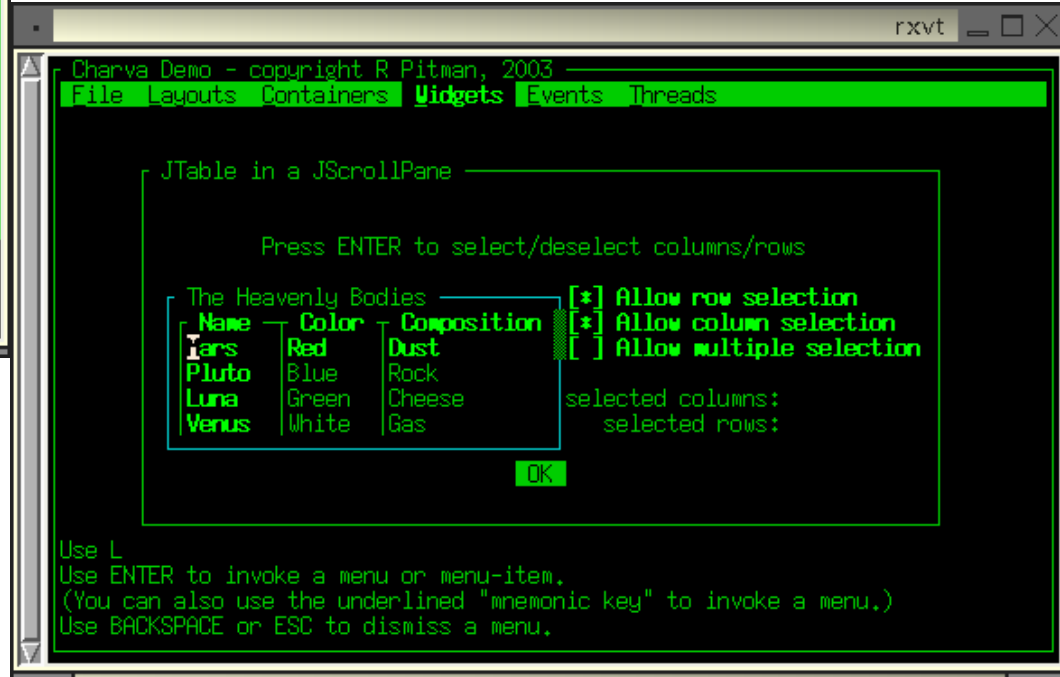 rxvt
Charva Demo - copyright R Pitman, 2003
File Layouts Containers Widgets Events Threads
JTable in a JScrollPane
Press ENTER to select/deselect columns/rows
The Heavenly Bodies [*] Allow row selection
Name Color Composition [*] Allow column selection
Mars Red Dust [ ] Allow multiple selection
Pluto Blue Rock
Luna Green Cheese selected columns:
Venus White Gas selected rows:
OK
Use L
Use ENTER to invoke a menu or menu-item.
(You can also use the underlined "mnemonic key" to invoke a menu.)
Use BACKSPACE or ESC to dismiss a menu.